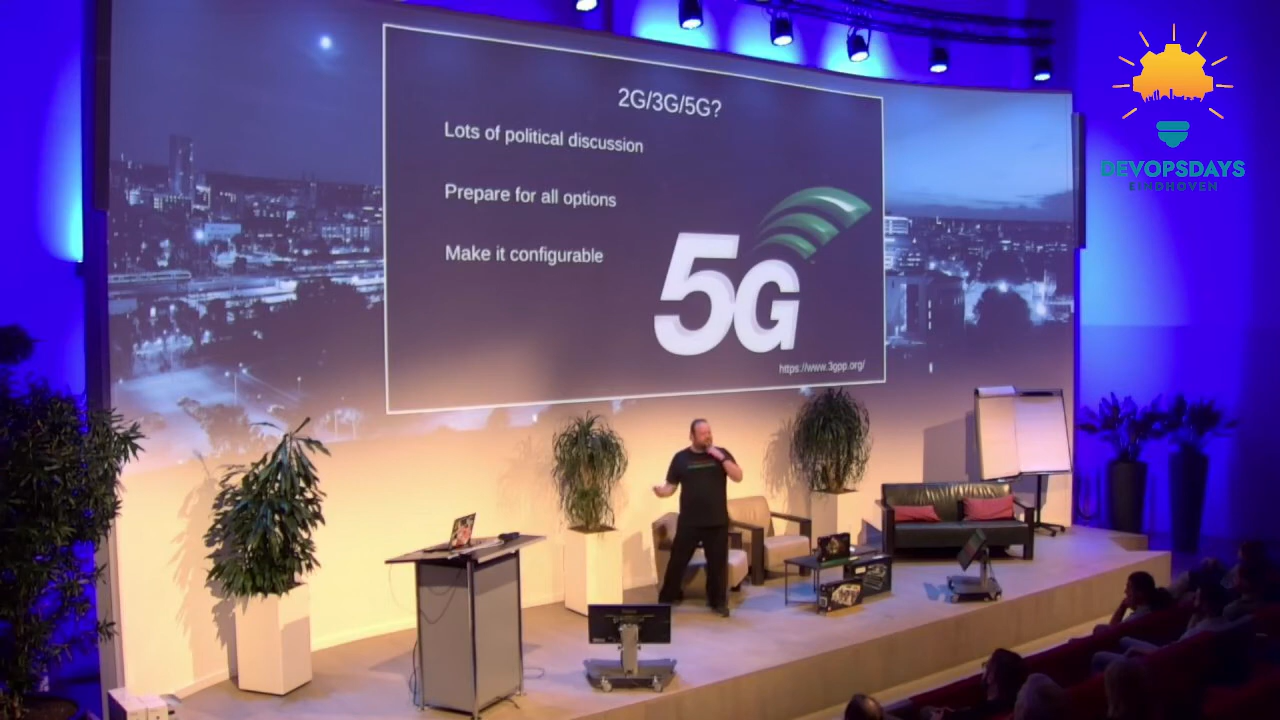 2G/3G/5G?
Lots of political discussion
Prepare for all options
Make it configurable
5G
https://www.3gpp.org/
DEVOPSDAYS
EINDHOVEN